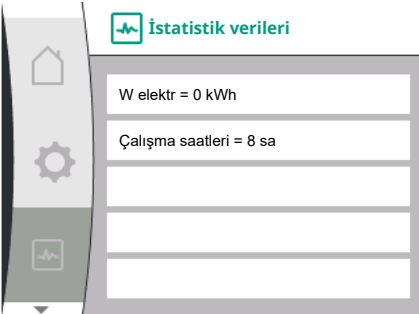 İstatistik verileri
W elektr = 0 kWh
Çalışma saatleri = 8 sa